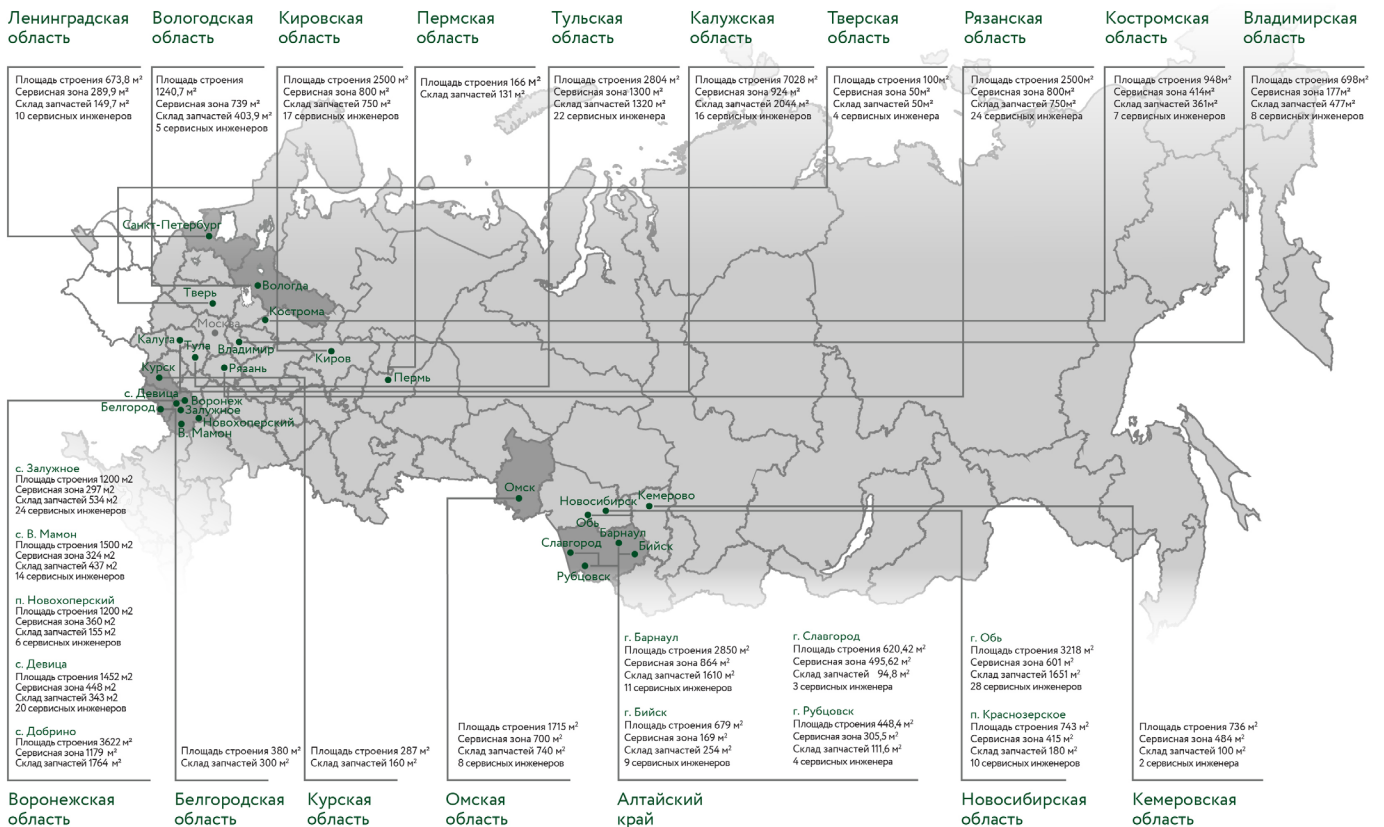 Ленинградская
область
Площадь строения 673,8 м²
Сервисная зона 289,9 м²
Склад запчастей 149,7 м²
10 сервисных инженеров
Вологодская
область
Площадь строения
1240,7 м²
Сервисная зона 739 м²
Склад запчастей 403,9 м²
5 сервисных инженеров
Кировская
область
Площадь строения 2500 м²
Сервисная зона 800 м²
Склад запчастей 750 м²
17 сервисных инженеров
Пермская
область
Площадь строения 166 м²
Склад запчастей 131 м²
Тульская
область
Площадь строения 2804 м²
Сервисная зона 1300 м²
Склад запчастей 1320 м²
22 сервисных инженеров
Калужская
область
Площадь строения 7028 м²
Сервисная зона 924 м²
Склад запчастей 2044 м²
16 сервисных инженеров
Тверская
область
Площадь строения 100м²
Сервисная зона 50м²
Склад запчастей 50м²
4 сервисных инженера
Рязанская
область
Площадь строения 2500м²
Сервисная зона 800м²
Склад запчастей 750м²
24 сервисных инженера
Костромская
область
Площадь строения 948м²
Сервисная зона 414м²
Склад запчастей 361м²
7 сервисных инженеров
Владимирская
область
Площадь строения 698м²
Сервисная зона 177м²
Склад запчастей 477м²
8 сервисных инженеров
Санкт-Петербург
Вологда
Тверь
Кострома
Москва
Калуга
Тула
Владимир
Киров
Курск
Рязань
Пермь
с. Девица
Воронеж
Белгород
Залужное
Новохоперский
В. Мамон
Омск
Новосибирск
Кемерово
Обь
Барнаул
Славгород
Бийск
Рубцовск
с. Залужное
Площадь строения 1200 м2
Сервисная зона 297 м2
Склад запчастей 534 м2
24 сервисных инженеров
с. В. Мамон
Площадь строения 1500 м2
Сервисная зона 324 м2
Склад запчастей 437 м2
14 сервисных инженеров
п. Новохоперский
Площадь строения 1200 м2
Сервисная зона 360 м2
Склад запчастей 155 м2
6 сервисных инженеров
с. Девица
Площадь строения 1452 м2
Сервисная зона 448 м2
Склад запчастей 343 м2
20 сервисных инженеров
с. Добрино
Площадь строения 3622 м²
Сервисная зона 1179 м²
Склад запчастей 1764 м²
Воронежская
область
Площадь строения 380 м²
Склад запчастей 300 м²
Белгородская
область
Площадь строения 287 м²
Склад запчастей 160 м²
Курская
область
Площадь строения 1715 м²
Сервисная зона 700 м²
Склад запчастей 740 м²
8 сервисных инженеров
Омская
область
г. Барнаул
Площадь строения 2850 м²
Сервисная зона 864 м²
Склад запчастей 1610 м²
11 сервисных инженеров
г. Бийск
Площадь строения 679 м²
Сервисная зона 169 м²
Склад запчастей 254 м²
9 сервисных инженеров
г. Славгород
Площадь строения 620,42 м²
Сервисная зона 495,62 м²
Склад запчастей 94,8 м²
3 сервисных инженера
г. Рубцовск
Площадь строения 448,4 м²
Сервисная зона 305,5 м²
Склад запчастей 111,6 м²
4 сервисных инженера
Алтайский
край
г. Обь
Площадь строения 3218 м²
Сервисная зона 601 м²
Склад запчастей 1651 м²
28 сервисных инженеров
п. Краснозерское
Площадь строения 743 м²
Сервисная зона 415 м²
Склад запчастей 180 м²
10 сервисных инженеров
Новосибирская
область
Площадь строения 736 м²
Сервисная зона 484 м²
Склад запчастей 100 м²
2 сервисных инженера
Кемеровская
область